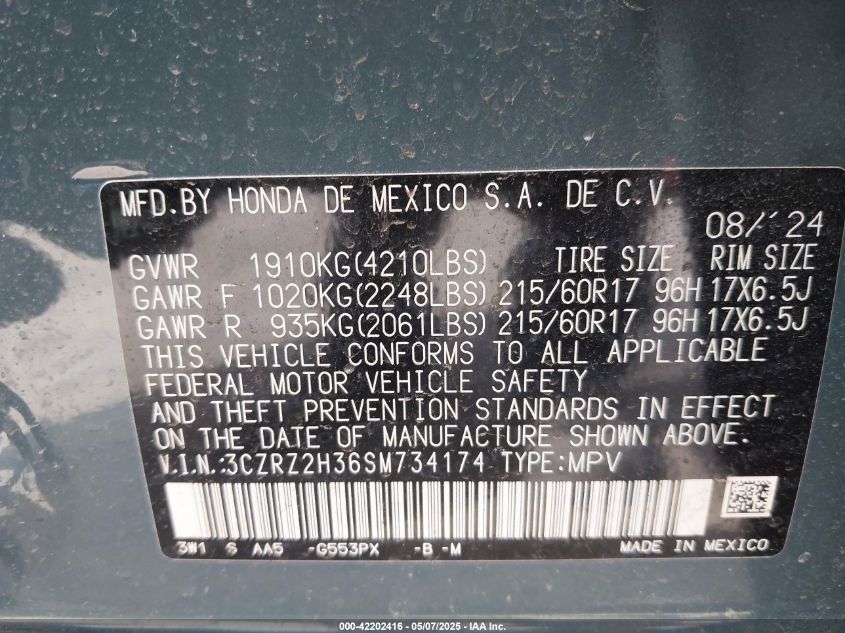 MFD.BY HONDA DE MEXICO S.A. DE C.V.
08/'24
GVWR 1910KG(4210LBS) TIRE SIZE RIM SIZE
GAWR F 1020KG(2248LBS) 215/60R17 96H 17X6.5J
GAWR R 935KG(2061LBS) 215/60R17 96H 17X6.5J
THIS VEHICLE CONFORMS TO ALL APPLICABLE
FEDERAL MOTOR VEHICLE SAFETY
AND THEFT PREVENTION STANDARDS IN EFFECT
ON THE DATE OF MANUFACTURE SHOWN ABOVE.
V.I.N.:3CZRZ2H36SM734174 TYPE:MPV
3W1 S AA5 -G553PX -B -M MADE IN MEXICO
000-42202416 - 05/07/2025 - IAA Inc.